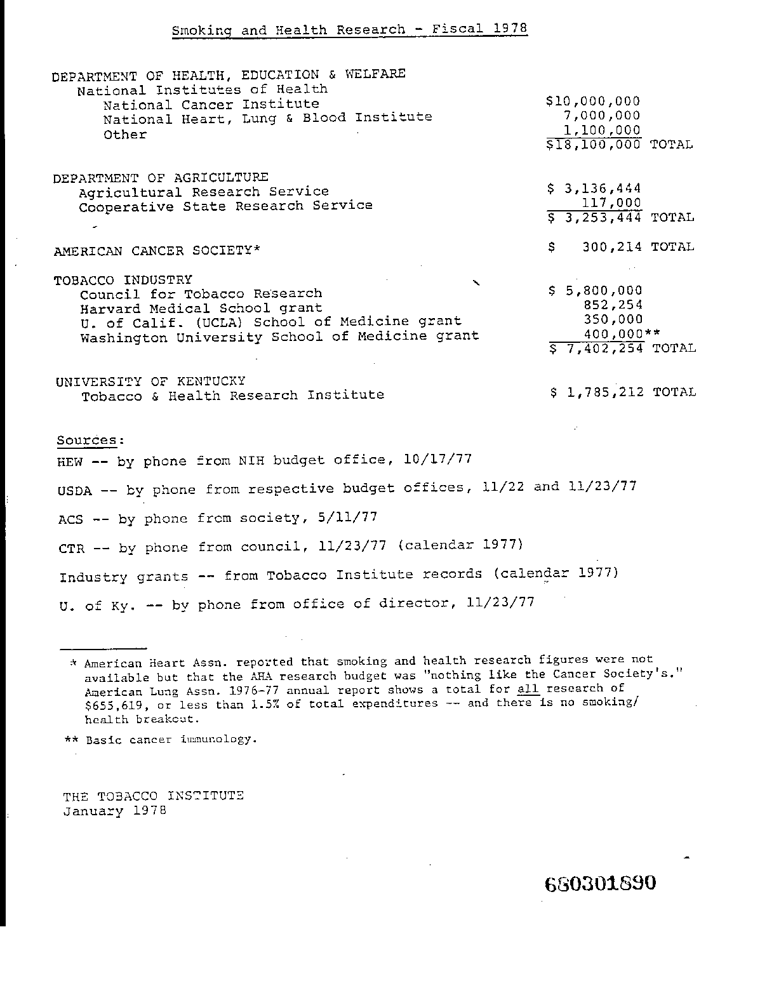 Smoking and Health Research - Fiscal 1978
DEPARTMENT OF HEALTH, EDUCATION & WELFARE
National Institutes of Health
National Cancer Institute $10,000,000
National Heart, Lung & Blood Institute 7,000,000
Other 1,100,000
$18,100,000 TOTAL
DEPARTMENT OF AGRICULTURE
Agricultural Research Service $ 3,136,444
Cooperative State Research Service 117,000
$ 3,253,444 TOTAL
AMERICAN CANCER SOCIETY* $ 300,214 TOTAL
TOBACCO INDUSTRY
Council for Tobacco Research $ 5,800,000
Harvard Medical School grant 852,254
U. of Calif. (UCLA) School of Medicine grant 350,000
Washington University School of Medicine grant 400,000**
$ 7,402,254 TOTAL
UNIVERSITY OF KENTUCKY
Tobacco & Health Research Institute $ 1,785,212 TOTAL
Sources:
HEW -- by phone from NIH budget office, 10/17/77
USDA -- by phone from respective budget offices, 11/22 and 11/23/77
ACS -- by phone from society, 5/11/77
CTR -- by phone from council, 11/23/77 (calendar 1977)
Industry grants -- from Tobacco Institute records (calendar 1977)
U. of Ky. -- by phone from office of director, 11/23/77
* American Heart Assn. reported that smoking and health research figures were not
available but that the AHA research budget was "nothing like the Cancer Society's."
American Lung Assn. 1976-77 annual report shows a total for all research of
$655,619, or less than 1.5% of total expenditures -- and there is no smoking/
health breakout.
** Basic cancer immunology.
THE TOBACCO INSTITUTE
January 1978
680301890